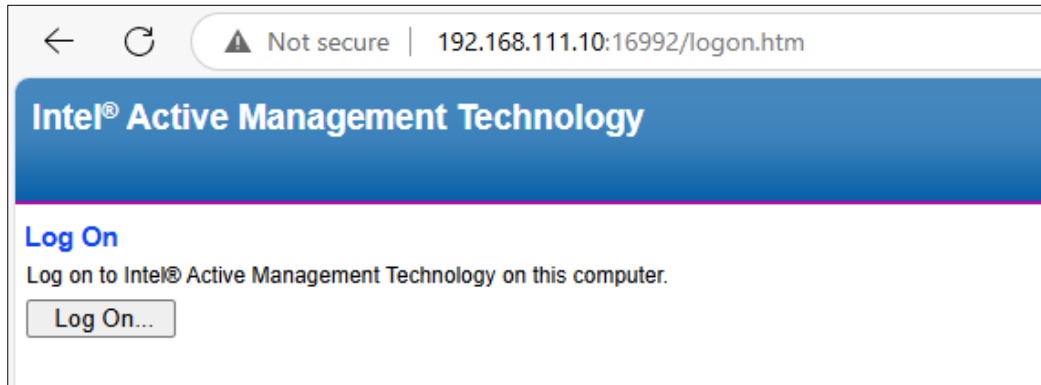 Not secure 192.168.111.10:16992/logon.htm
Intel® Active Management Technology
Log On
Log on to Intel® Active Management Technology on this computer.
Log On...